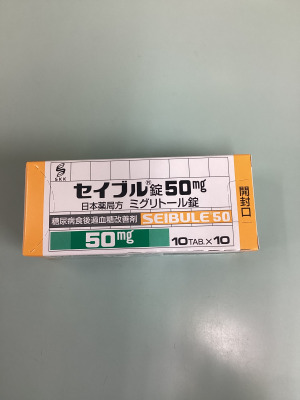 SKK
セイブル®錠50mg
日本薬局方 ミグリトール錠
糖尿病食後過血糖改善剤 SEIBULE 50
50mg
10TAB.×10
開封口